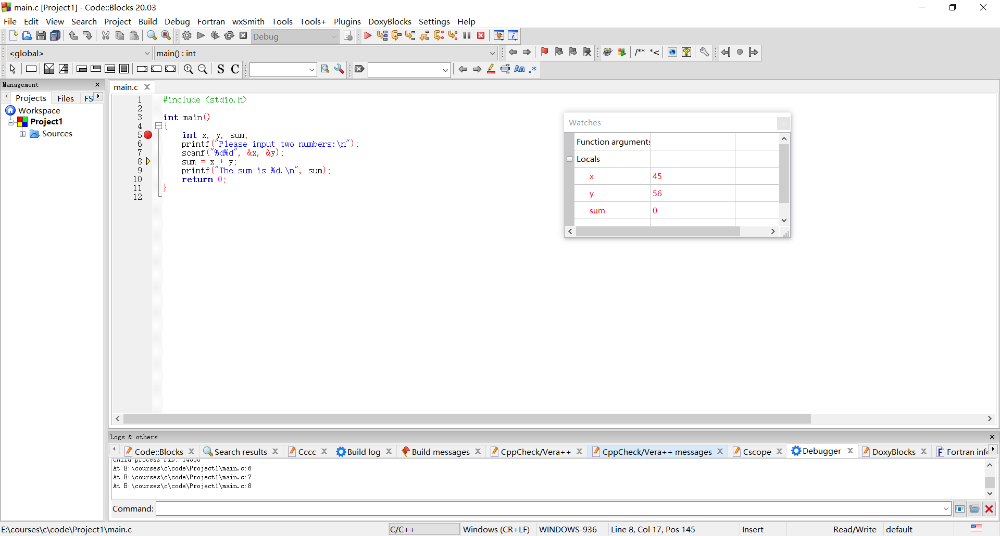 main.c [Project1] - Code::Blocks 20.03
File Edit View Search Project Build Debug Fortran wxSmith Tools Tools+ Plugins DoxyBlocks Settings Help
Debug
<global> main() : int
/** *<
S C Aa .*
Management
Projects Files FS
Workspace
Project1
Sources
main.c
1 #include <stdio.h>
2
3 int main()
4 {
5 int x, y, sum;
6 printf("Please input two numbers:\n");
7 scanf("%d%d", &x, &y);
8 sum = x + y;
9 printf("The sum is %d.\n", sum);
10 return 0;
11 }
12
Watches
Function arguments
Locals
x 45
y 56
sum 0
Logs & others
Code::Blocks Search results Cccc Build log Build messages CppCheck/Vera++ CppCheck/Vera++ messages Cscope Debugger DoxyBlocks Fortran info
Child process PID: 14080
At E:\courses\c\code\Project1\main.c:6
At E:\courses\c\code\Project1\main.c:7
At E:\courses\c\code\Project1\main.c:8
Command:
E:\courses\c\code\Project1\main.c C/C++ Windows (CR+LF) WINDOWS-936 Line 8, Col 17, Pos 145 Insert Read/Write default